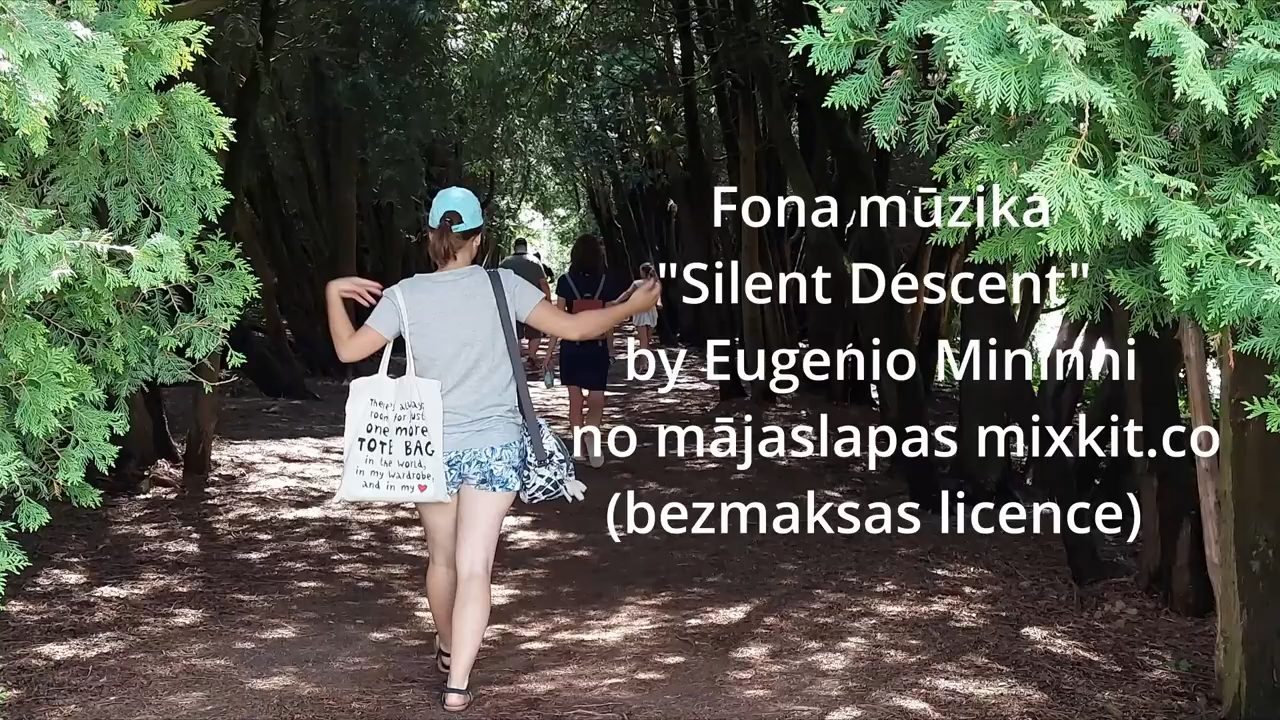 Fona mūzika
"Silent Descent"
by Eugenio Mininni
no mājaslapas mixkit.co
(bezmaksas licence)
There's always
room for just
one more
TOTE BAG
in the world,
in my wardrobe,
and in my